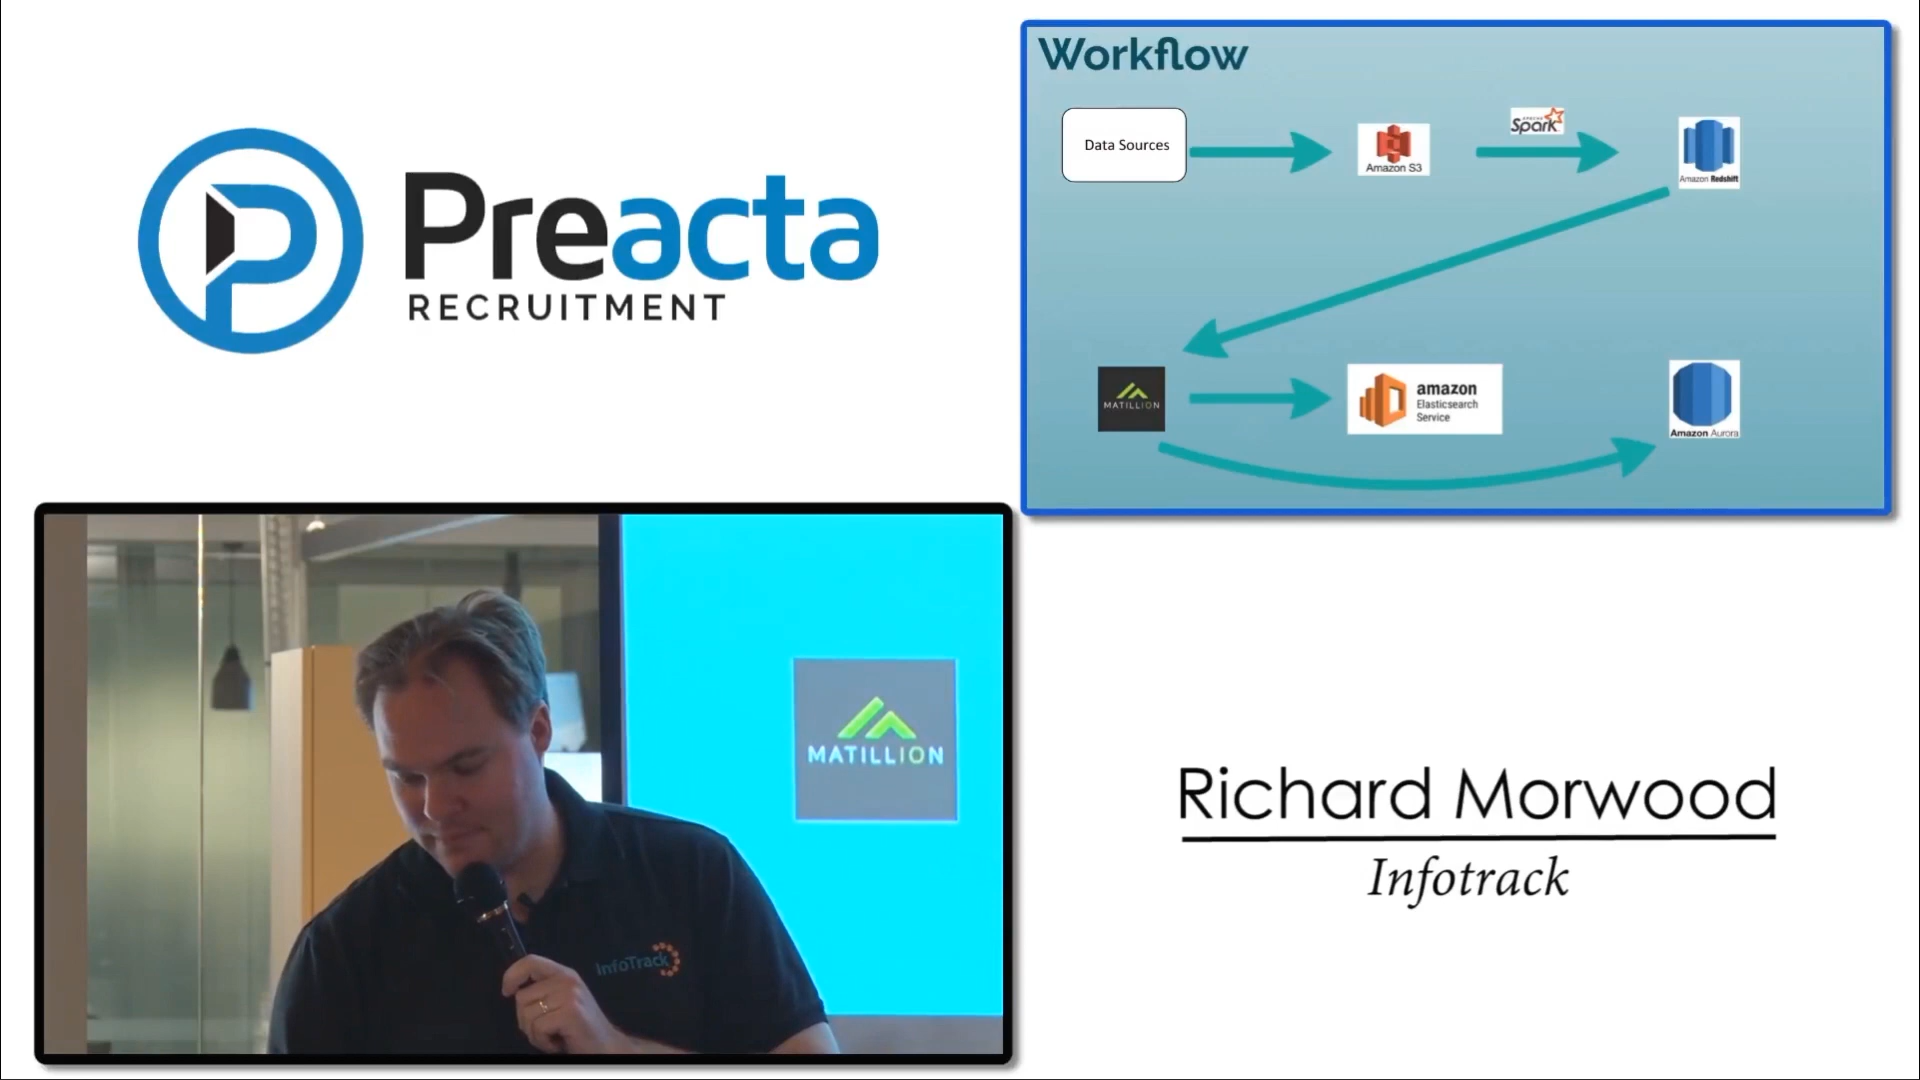 Preacta
RECRUITMENT
Workflow
Data Sources
Amazon S3
APACHE
Spark
Amazon Redshift
MATILLION
amazon
Elasticsearch
Service
Amazon Aurora
MATILLION
InfoTrack
Richard Morwood
Infotrack